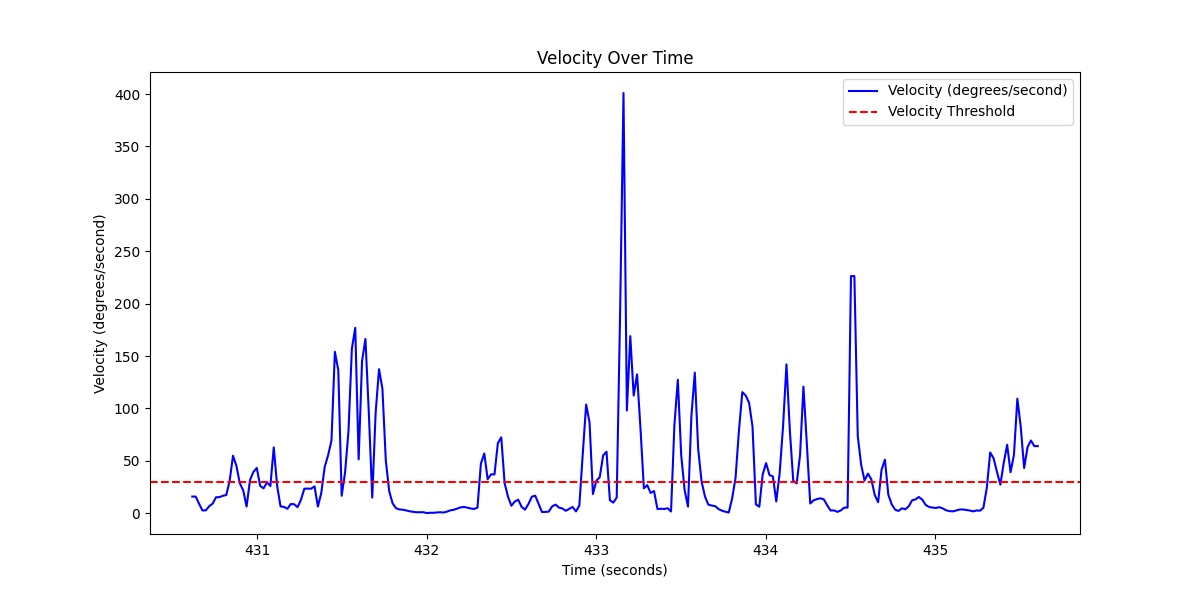 Velocity Over Time
Velocity (degrees/second)
Velocity Threshold
400
350
300
250
200
150
100
50
0
Velocity (degrees/second)
431 432 433 434 435
Time (seconds)